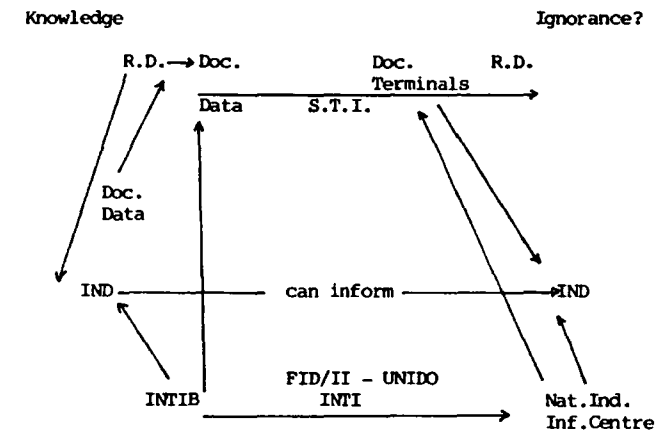 Knowledge Ignorance?
R.D. Doc. Doc. R.D.
Terminals
Data S.T.I.
Doc.
Data
IND can inform IND
FID/II - UNIDO
INTIB INTI Nat.Ind.
Inf.Centre